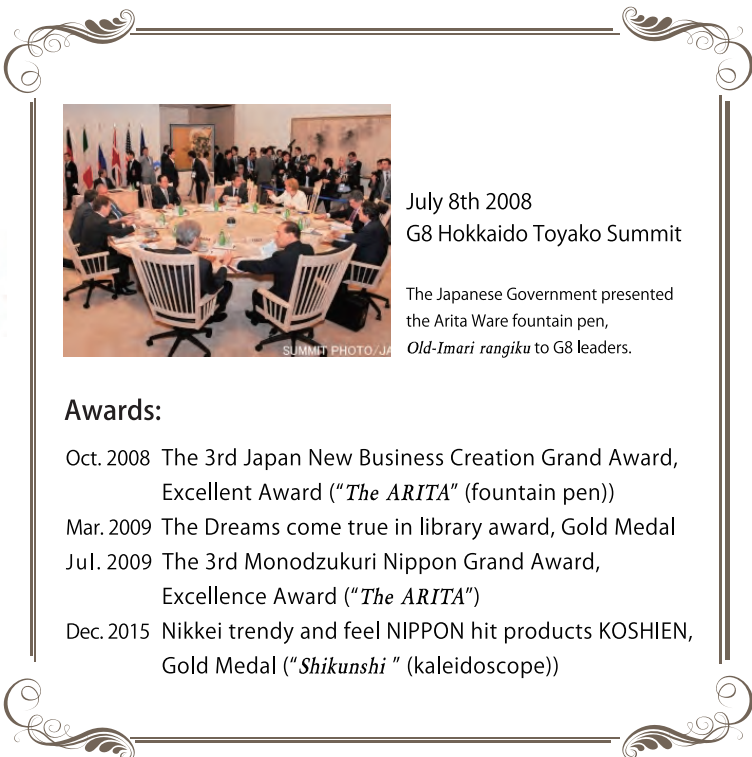 SUMMIT PHOTO/JA
July 8th 2008
G8 Hokkaido Toyako Summit
The Japanese Government presented
the Arita Ware fountain pen,
Old-Imari rangiku to G8 leaders.
Awards:
Oct. 2008 The 3rd Japan New Business Creation Grand Award,
Excellent Award (“The ARITA” (fountain pen))
Mar. 2009 The Dreams come true in library award, Gold Medal
Jul. 2009 The 3rd Monodzukuri Nippon Grand Award,
Excellence Award (“The ARITA”)
Dec. 2015 Nikkei trendy and feel NIPPON hit products KOSHIEN,
Gold Medal (“Shikunshi ” (kaleidoscope))